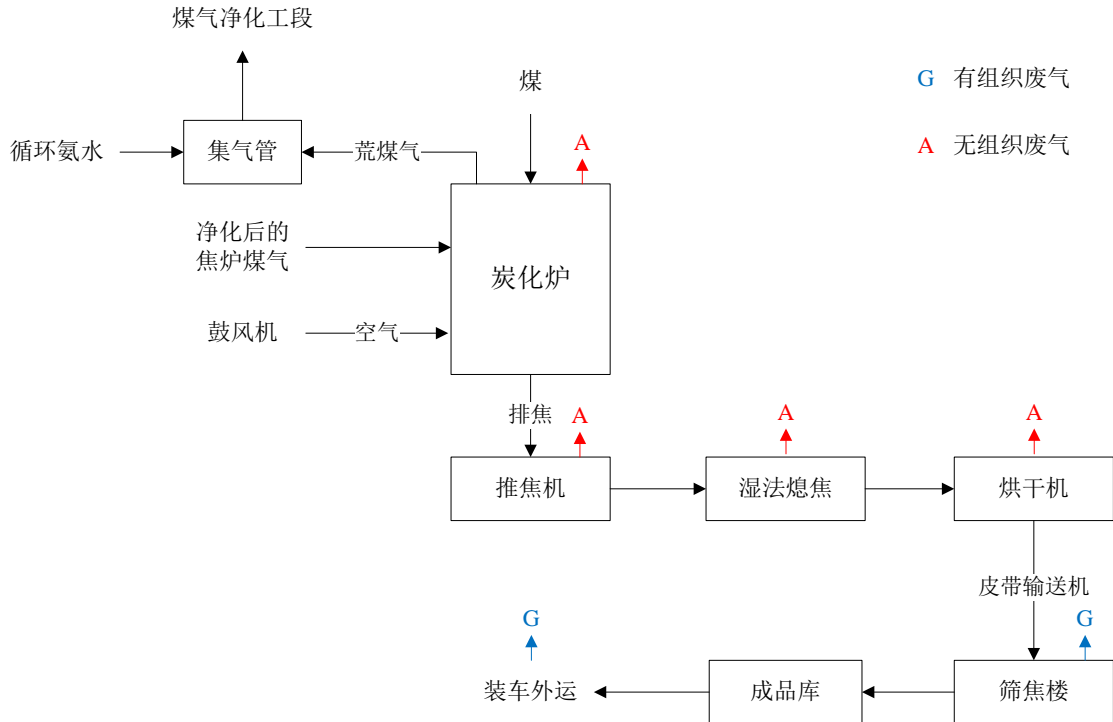 煤气净化工段
煤
G 有组织废气
A
A 无组织废气
循环氨水
集气管
荒煤气
净化后的
焦炉煤气
炭化炉
鼓风机
空气
排焦
A
A
A
推焦机
湿法熄焦
烘干机
皮带输送机
G
G
装车外运
成品库
筛焦楼